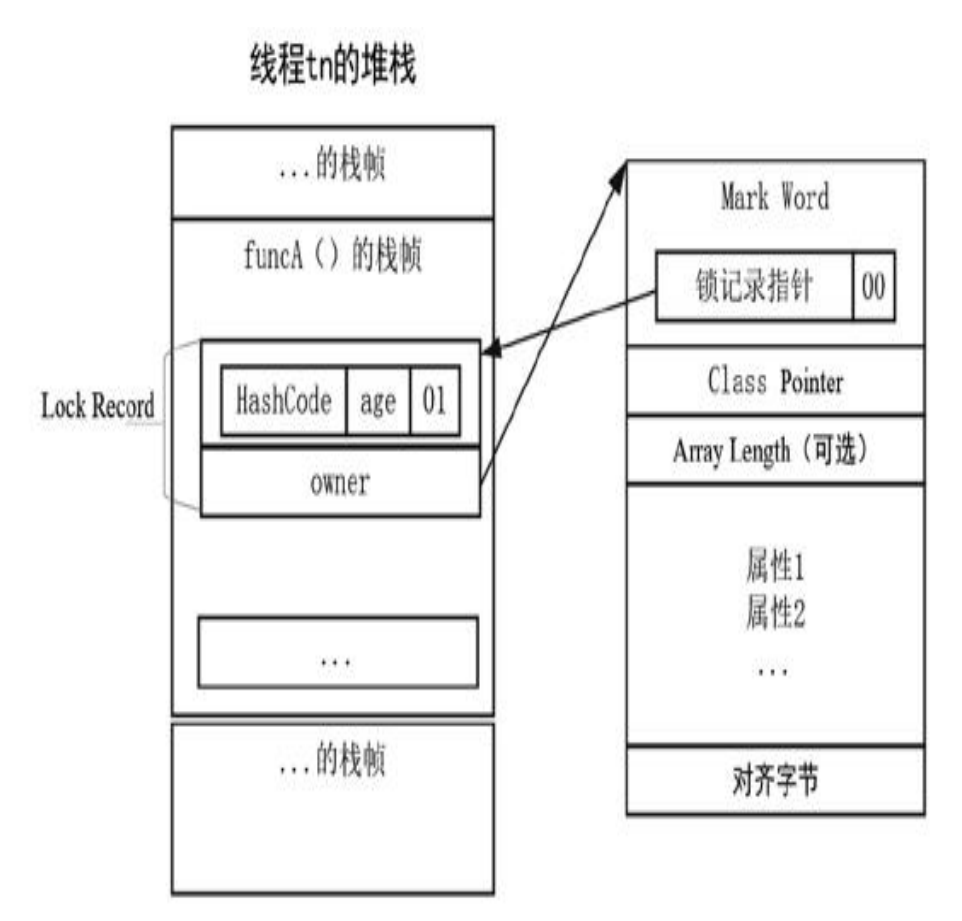 线程tn的堆栈
...的栈帧
funcA（）的栈帧
Lock Record
HashCode age 01
owner
...
...的栈帧
Mark Word
锁记录指针 00
Class Pointer
Array Length（可选）
属性1
属性2
...
对齐字节